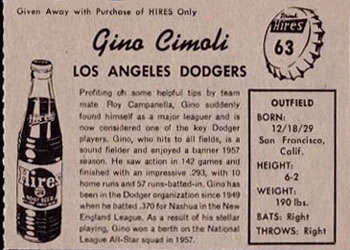 Given Away with Purchase of HIRES Only
Drink
Hires
63
Gino Cimoli
LOS ANGELES DODGERS
Profiting oh some helpful tips by team
mate Roy Campanella, Gino suddenly
found himself as a major leaguer and is
now considered one of the key Dodger
players. Gino, who hits to all fields, is a
sound fielder and enjoyed a banner 1957
season. He saw action in 142 games and
finished with an impressive .293, with 10
home runs and 57 runs-batted-in. Gino has
been in the Dodger organization since 1949
when he batted .370 for Nashua in the New
England League. As a result of his stellar
playing, Gino won a berth on the National
League All-Star squad in 1957.
OUTFIELD
BORN:
12/18/29
San Francisco,
Calif.
HEIGHT:
6-2
WEIGHT:
190 lbs.
BATS: Right
THROWS: Right
Hires
ROOT BEER